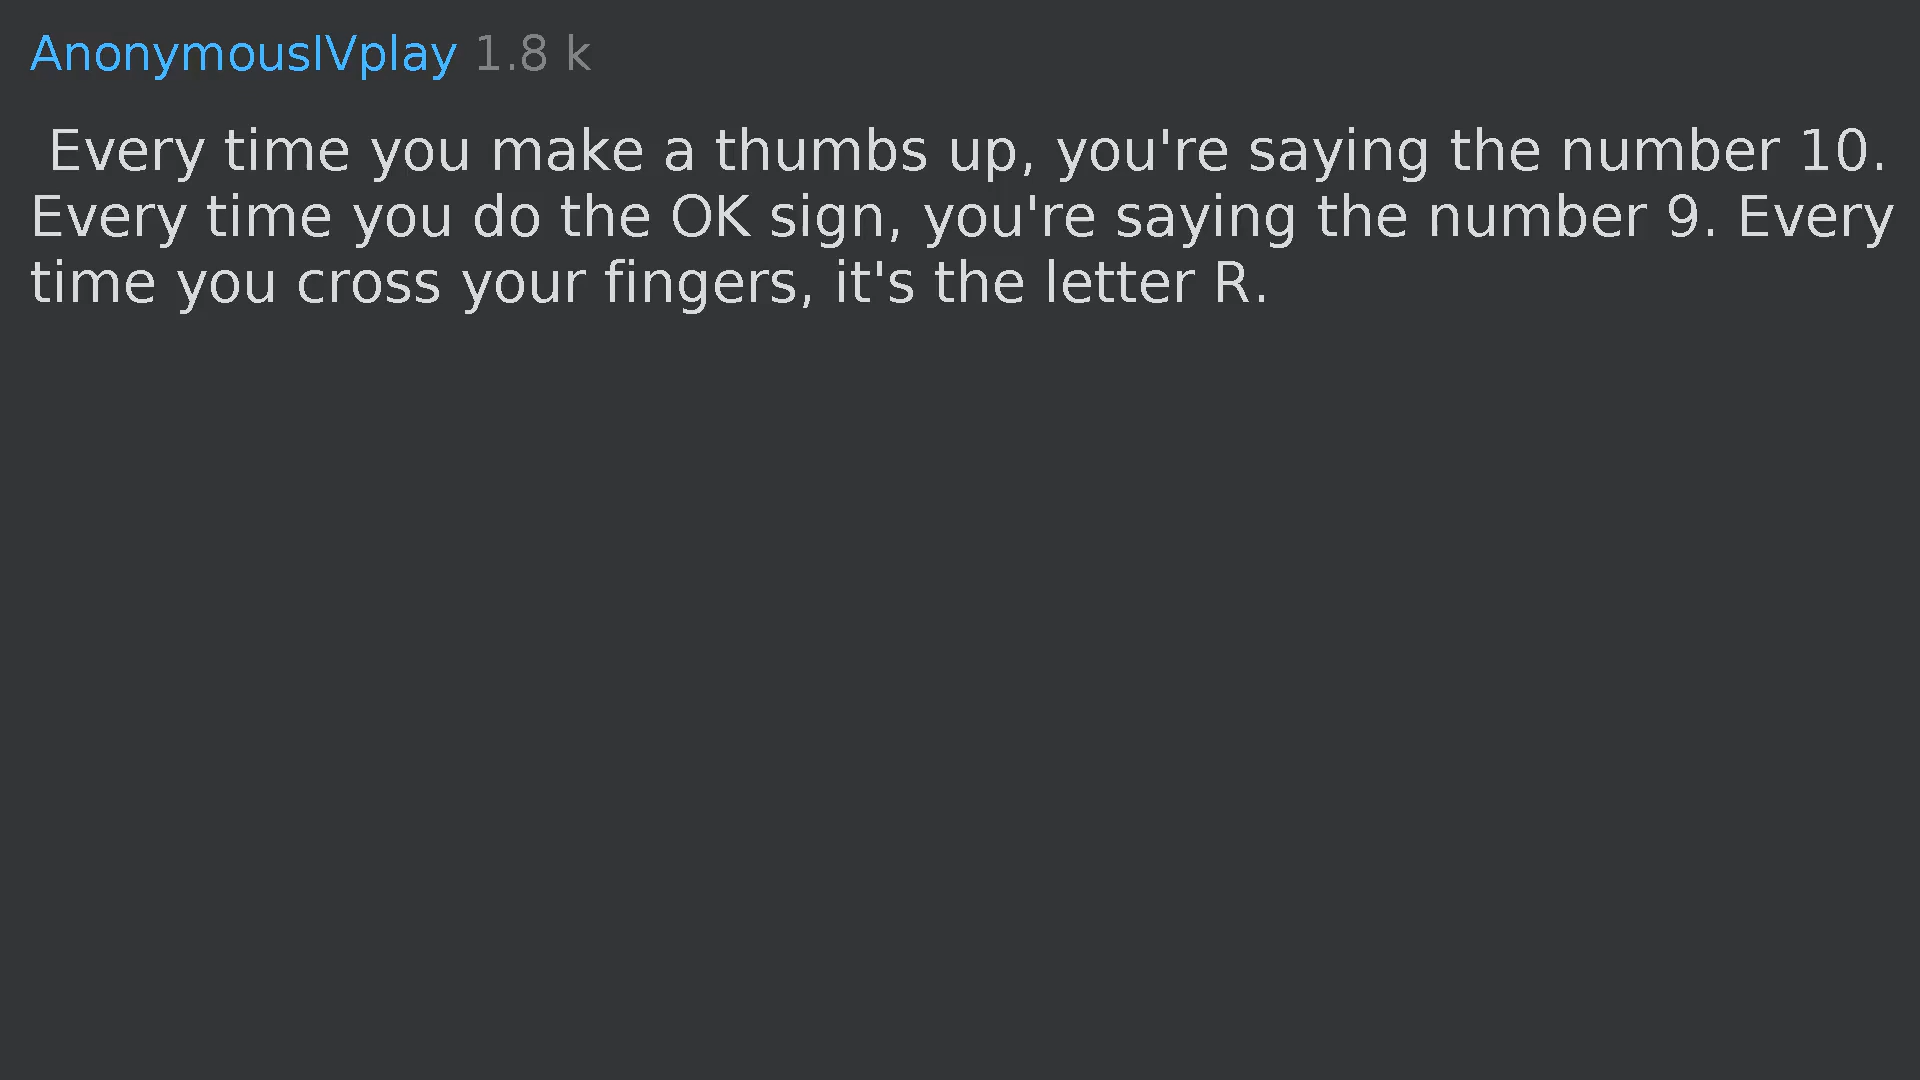 AnonymousIVplay 1.8 k
Every time you make a thumbs up, you're saying the number 10.
Every time you do the OK sign, you're saying the number 9. Every
time you cross your fingers, it's the letter R.